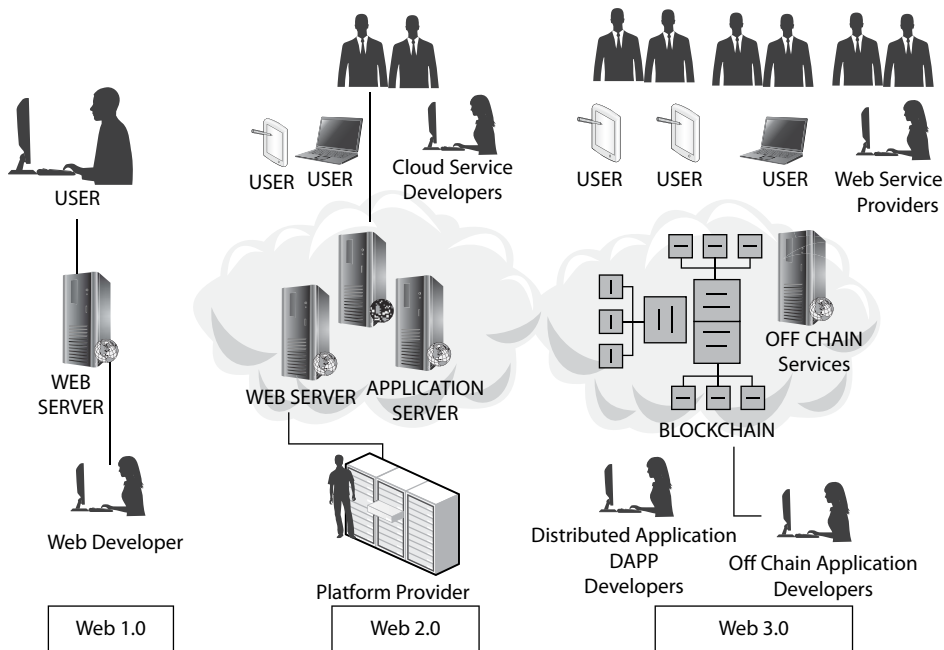 USER
WEB
SERVER
Web Developer
Web 1.0
USER
USER
Cloud Service
Developers
WEB SERVER
APPLICATION
SERVER
Platform Provider
Web 2.0
USER
USER
USER
Web Service
Providers
OFF CHAIN
Services
BLOCKCHAIN
Distributed Application
DAPP
Developers
Off Chain Application
Developers
Web 3.0